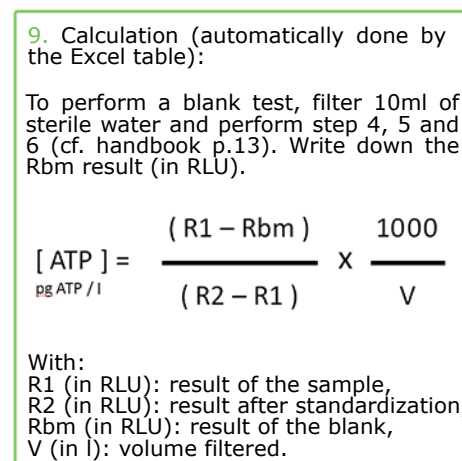 9. Calculation (automatically done by
the Excel table):
To perform a blank test, filter 10ml of
sterile water and perform step 4, 5 and
6 (cf. handbook p.13). Write down the
Rbm result (in RLU).
( R1 – Rbm ) 1000
[ ATP ] = x
pg ATP / l
( R2 – R1 ) V
With:
R1 (in RLU): result of the sample,
R2 (in RLU): result after standardization
Rbm (in RLU): result of the blank,
V (in l): volume filtered.